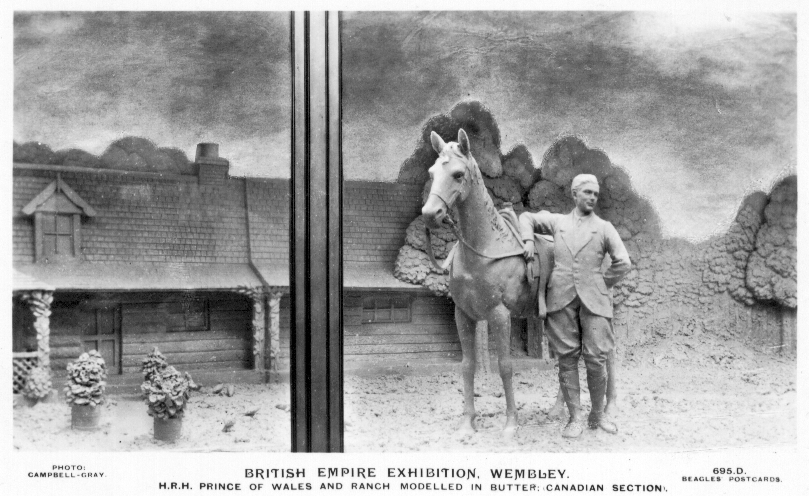 PHOTO:
CAMPBELL-GRAY.
BRITISH EMPIRE EXHIBITION, WEMBLEY.
H.R.H. PRINCE OF WALES AND RANCH MODELLED IN BUTTER: (CANADIAN SECTION).
695.D.
BEAGLES POSTCARDS.